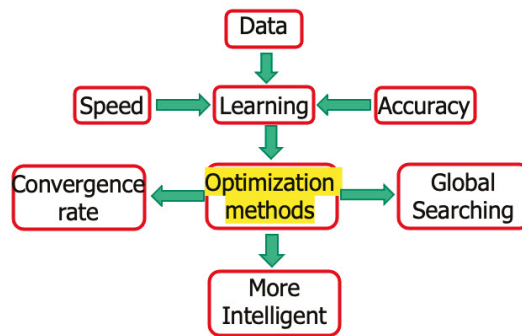 Data
Speed
Learning
Accuracy
Convergence
rate
Optimization
methods
Global
Searching
More
Intelligent